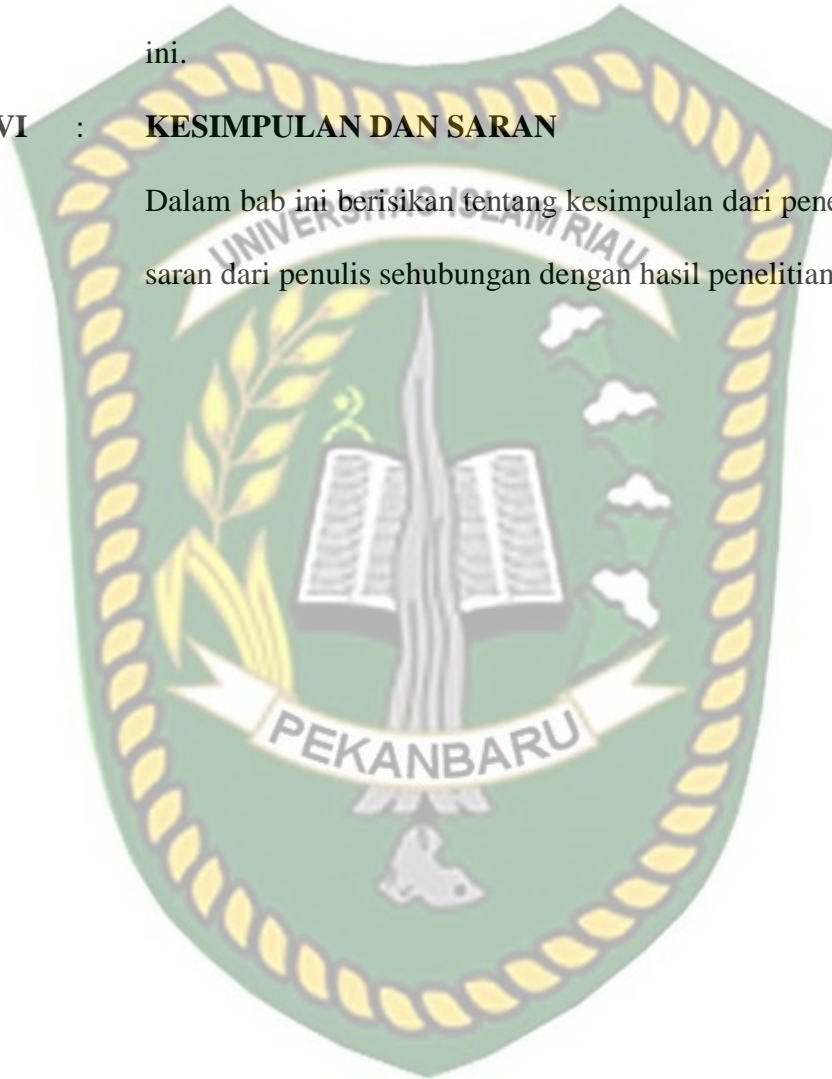 ini.
VI : KESIMPULAN DAN SARAN
Dalam bab ini berisikan tentang kesimpulan dari
saran dari penulis sehubungan dengan hasil penelitian
UNIVERSITAS ISLAM RIAU
PEKANBARU